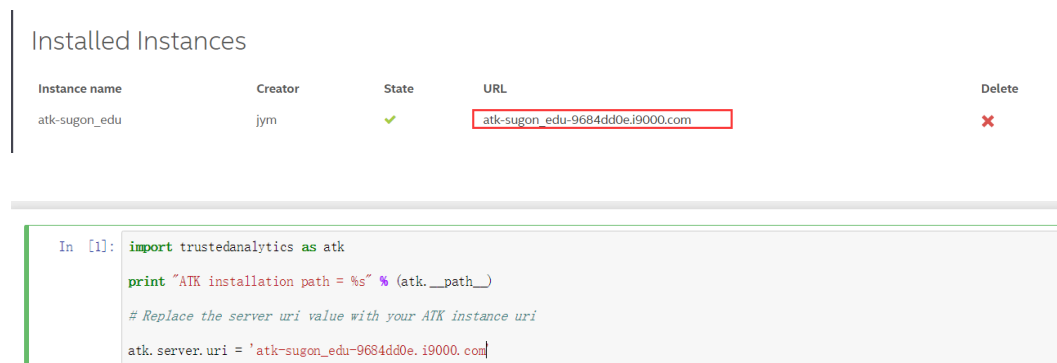 Installed Instances
Instance name Creator State URL Delete
atk-sugon_edu jym atk-sugon_edu-9684dd0e.i9000.com
In [1]: import trustedanalytics as atk
print "ATK installation path = %s" % (atk.__path__)
# Replace the server uri value with your ATK instance uri
atk.server.uri = 'atk-sugon_edu-9684dd0e.i9000.com